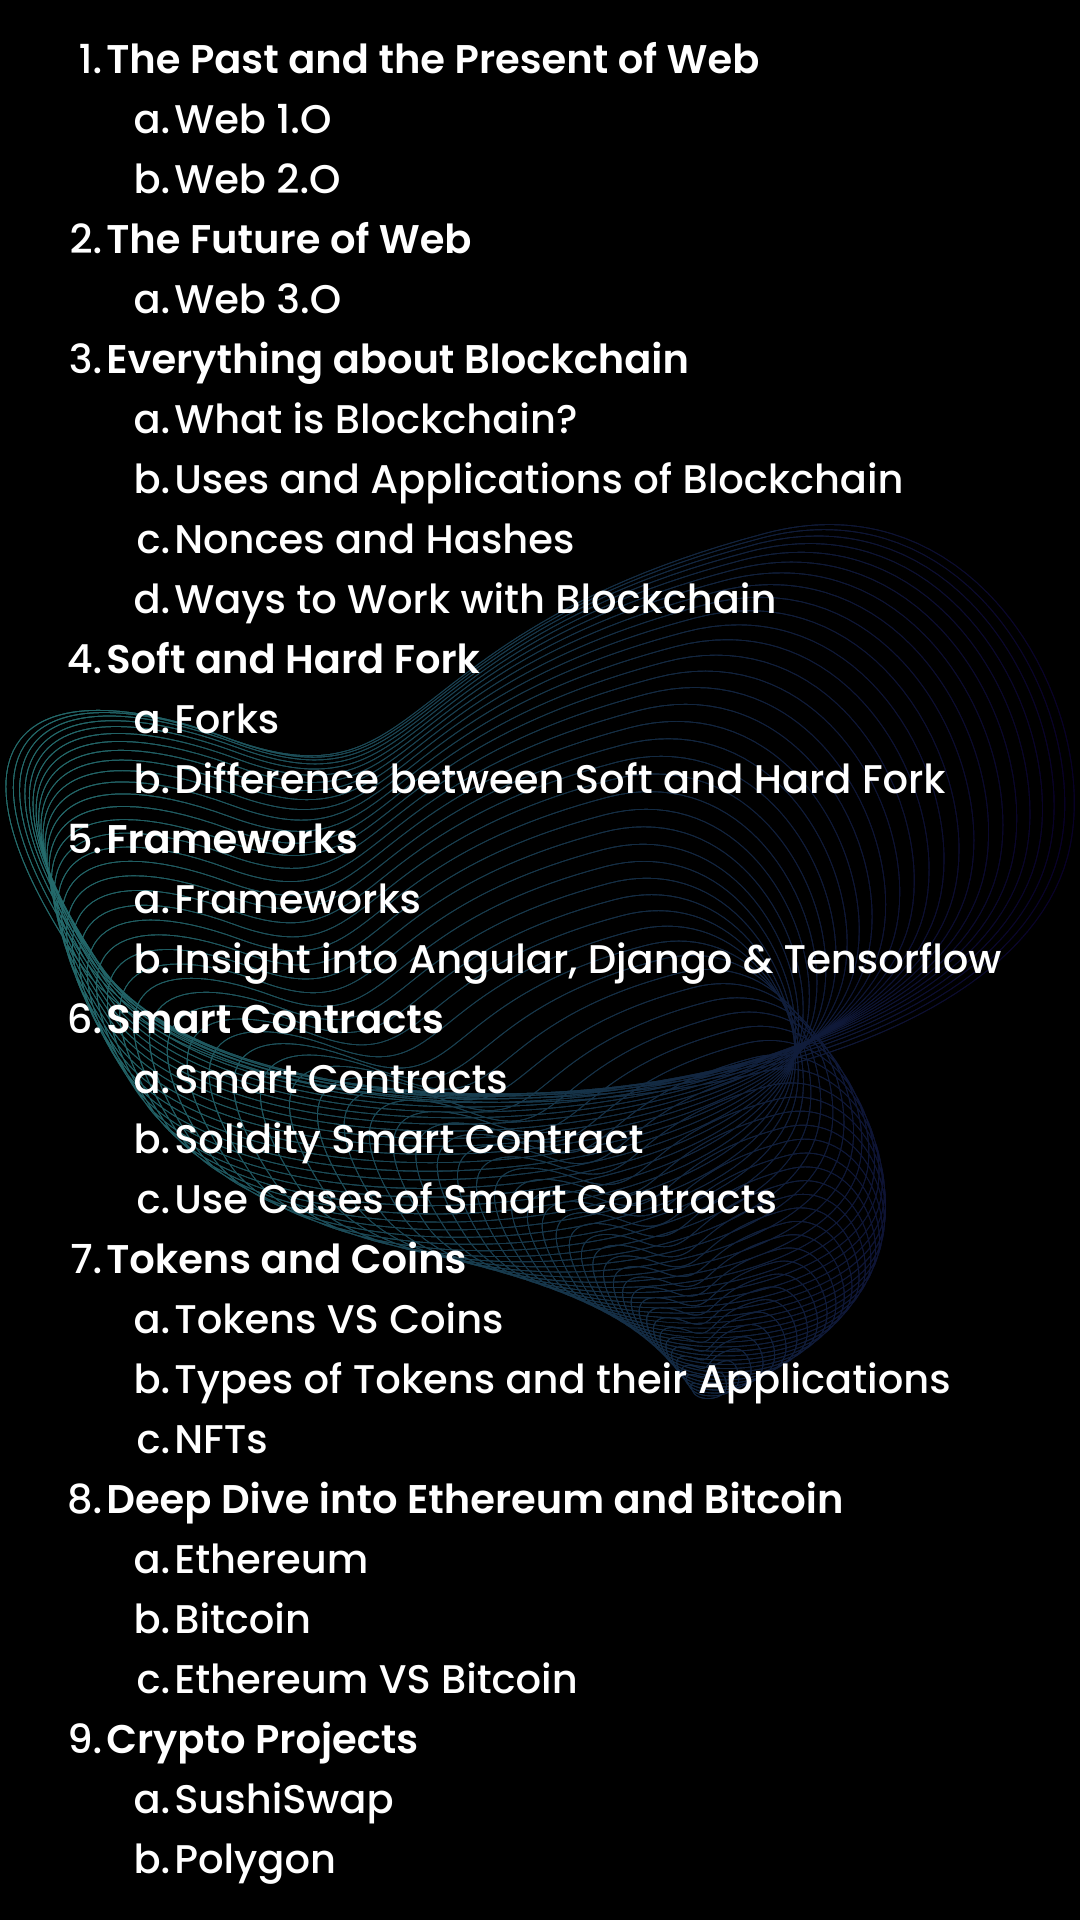 1. The Past and the Present of Web
a. Web 1.O
b. Web 2.O
2. The Future of Web
a. Web 3.O
3. Everything about Blockchain
a. What is Blockchain?
b. Uses and Applications of Blockchain
c. Nonces and Hashes
d. Ways to Work with Blockchain
4. Soft and Hard Fork
a. Forks
b. Difference between Soft and Hard Fork
5. Frameworks
a. Frameworks
b. Insight into Angular, Django & Tensorflow
6. Smart Contracts
a. Smart Contracts
b. Solidity Smart Contract
c. Use Cases of Smart Contracts
7. Tokens and Coins
a. Tokens VS Coins
b. Types of Tokens and their Applications
c. NFTs
8. Deep Dive into Ethereum and Bitcoin
a. Ethereum
b. Bitcoin
c. Ethereum VS Bitcoin
9. Crypto Projects
a. SushiSwap
b. Polygon